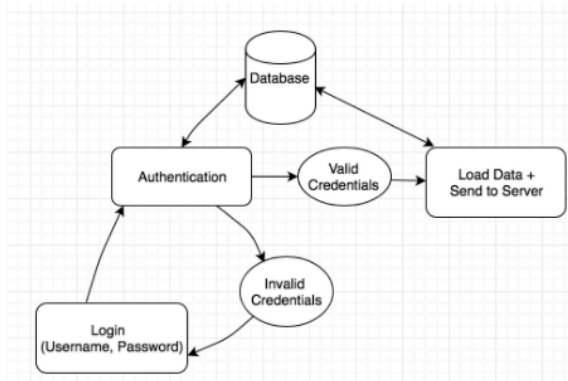 Database
Authentication
Valid
Credentials
Load Data +
Send to Server
Invalid
Credentials
Login
(Username, Password)